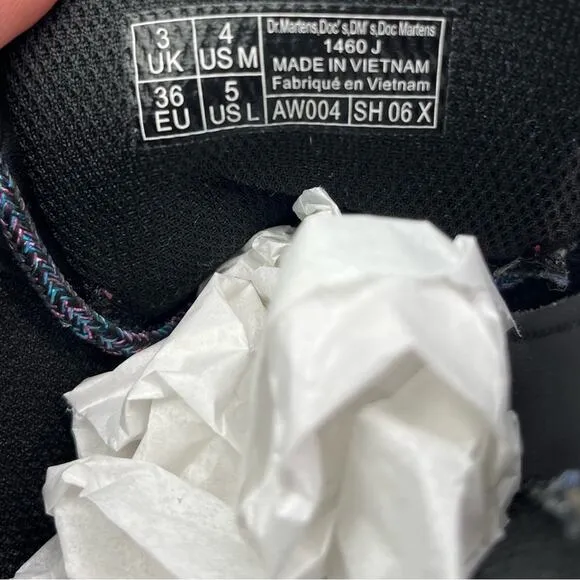 3 UK
4 US M
36 EU
5 US L
Dr.Martens,Doc's,DM's,Doc Martens
1460 J
MADE IN VIETNAM
Fabriqué en Vietnam
AW004 SH 06 X